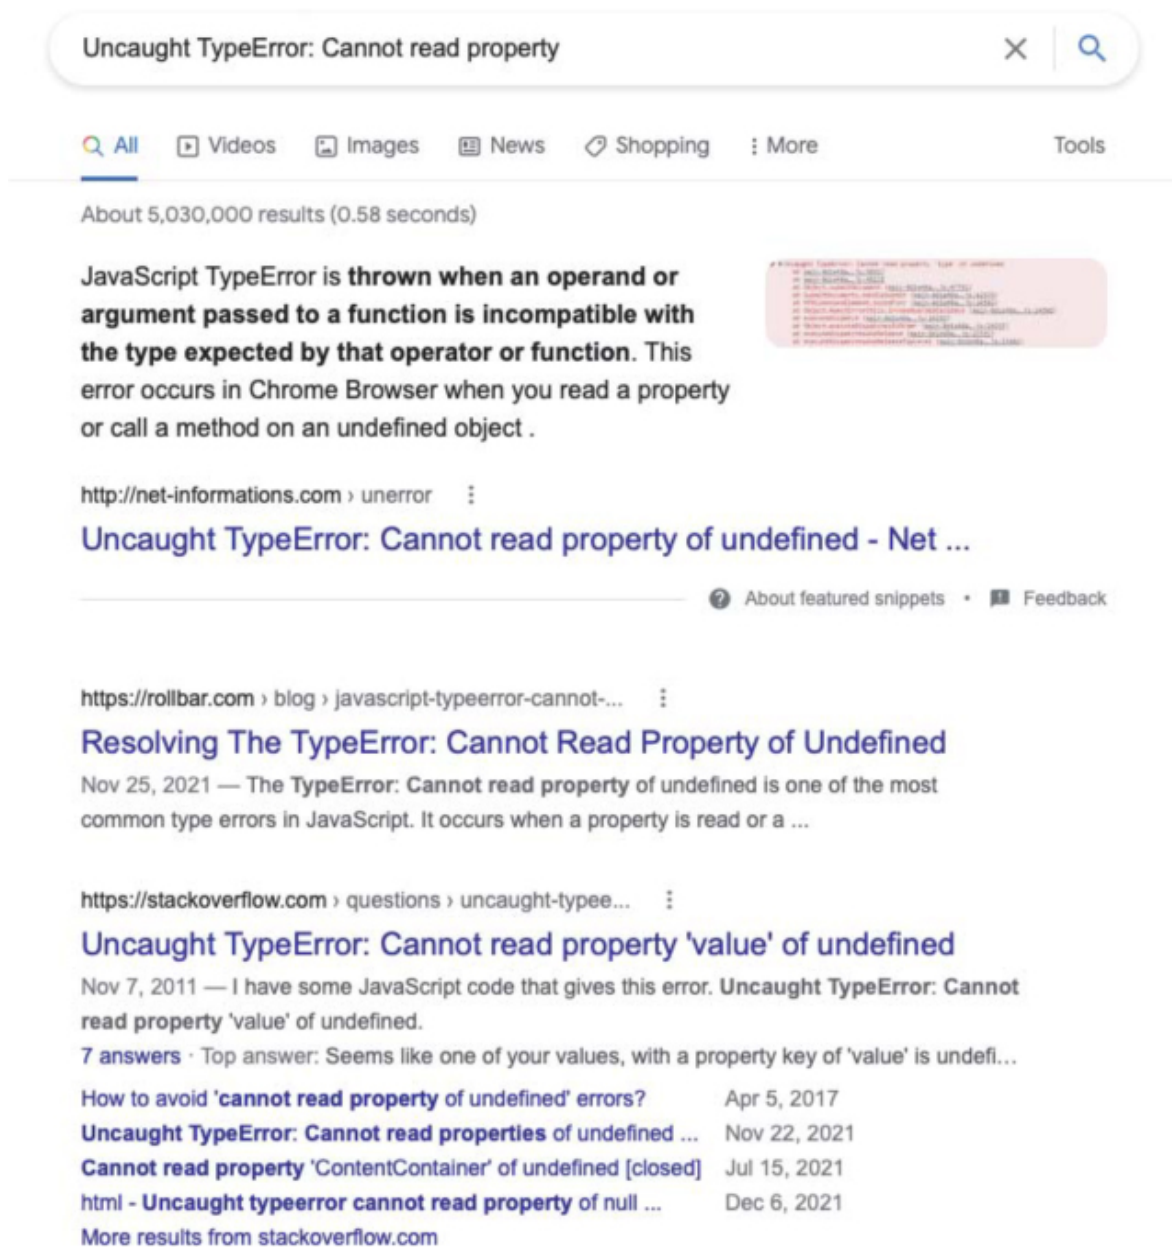 Uncaught TypeError: Cannot read property
All Videos Images News Shopping More Tools
About 5,030,000 results (0.58 seconds)
JavaScript TypeError is thrown when an operand or
argument passed to a function is incompatible with
the type expected by that operator or function. This
error occurs in Chrome Browser when you read a property
or call a method on an undefined object .
http://net-informations.com › unerror
Uncaught TypeError: Cannot read property of undefined - Net ...
About featured snippets • Feedback
https://rollbar.com › blog › javascript-typeerror-cannot-...
Resolving The TypeError: Cannot Read Property of Undefined
Nov 25, 2021 — The TypeError: Cannot read property of undefined is one of the most
common type errors in JavaScript. It occurs when a property is read or a ...
https://stackoverflow.com › questions › uncaught-typee...
Uncaught TypeError: Cannot read property 'value' of undefined
Nov 7, 2011 — I have some JavaScript code that gives this error. Uncaught TypeError: Cannot
read property 'value' of undefined.
7 answers · Top answer: Seems like one of your values, with a property key of 'value' is undefi...
How to avoid 'cannot read property of undefined' errors? Apr 5, 2017
Uncaught TypeError: Cannot read properties of undefined ... Nov 22, 2021
Cannot read property 'ContentContainer' of undefined [closed] Jul 15, 2021
html - Uncaught typeerror cannot read property of null ... Dec 6, 2021
More results from stackoverflow.com